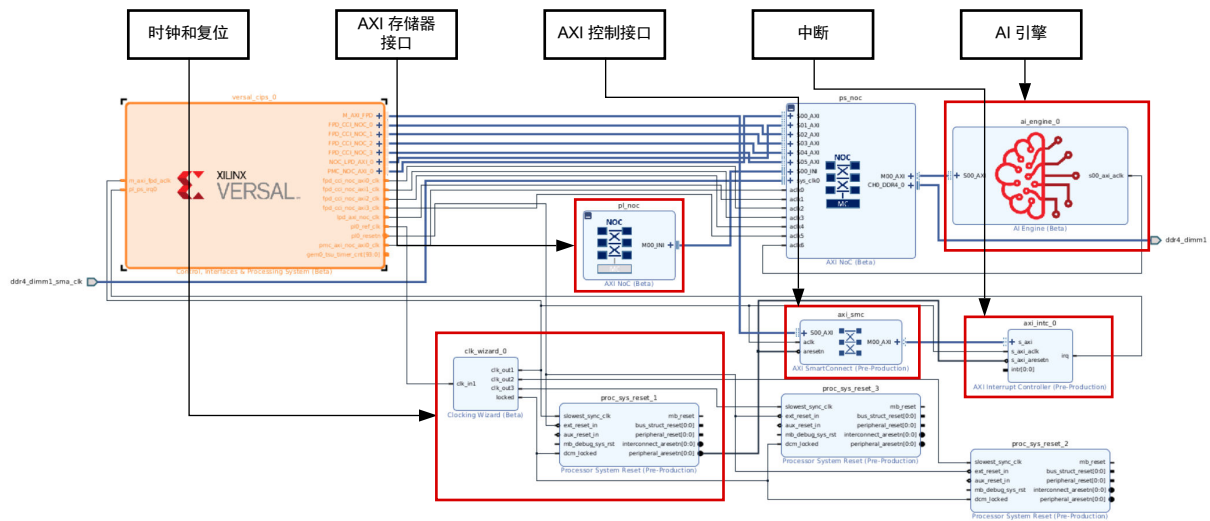 时钟和复位
AXI 存储器
接口
AXI 控制接口
中断
AI 引擎
versal_cips_0
M_AXI_FPD
FPD_CCI_NOC_0
FPD_CCI_NOC_1
FPD_CCI_NOC_2
FPD_CCI_NOC_3
NOC_LPD_AXI_0
PMC_NOC_AXI_0
fpd_cci_noc_axi0_clk
fpd_cci_noc_axi1_clk
fpd_cci_noc_axi2_clk
fpd_cci_noc_axi3_clk
lpd_axi_noc_clk
pl0_ref_clk
pl0_resetn
pmc_axi_noc_axi0_clk
m_axi_fpd_aclk
XILINX
VERSAL
Control, Interfaces & Processing System (Beta)
ddr4_dimm1_sma_clk
pl_noc
NOC
M00_INI
MC
AXI NoC (Beta)
ps_noc
S00_AXI
S01_AXI
S02_AXI
S03_AXI
S04_AXI
S05_AXI
S00_INI
sys_clk0
aclk0
aclk1
aclk2
aclk3
aclk4
aclk5
aclk6
NOC
MC
M00_AXI
CH0_DDR4_0
AXI NoC (Beta)
ai_engine_0
S00_AXI
s00_axi_aclk
AI Engine (Beta)
ddr4_dimm1
axi_smc
S00_AXI
aclk
aresetn
M00_AXI
AXI SmartConnect (Pre-Production)
axi_intc_0
s_axi
s_axi_aclk
s_axi_aresetn
intr[0:0]
irq
AXI Interrupt Controller (Pre-Production)
clk_wizard_0
clk_in1
clk_out1
clk_out2
clk_out3
locked
Clocking Wizard (Beta)
proc_sys_reset_1
slowest_sync_clk
ext_reset_in
aux_reset_in
mb_debug_sys_rst
dcm_locked
mb_reset
bus_struct_reset[0:0]
peripheral_reset[0:0]
interconnect_aresetn[0:0]
peripheral_aresetn[0:0]
Processor System Reset (Pre-Production)
proc_sys_reset_3
slowest_sync_clk
ext_reset_in
aux_reset_in
mb_debug_sys_rst
dcm_locked
mb_reset
bus_struct_reset[0:0]
peripheral_reset[0:0]
interconnect_aresetn[0:0]
peripheral_aresetn[0:0]
Processor System Reset (Pre-Production)
proc_sys_reset_2
slowest_sync_clk
ext_reset_in
aux_reset_in
mb_debug_sys_rst
dcm_locked
mb_reset
bus_struct_reset[0:0]
peripheral_reset[0:0]
interconnect_aresetn[0:0]
peripheral_aresetn[0:0]
Processor System Reset (Pre-Production)